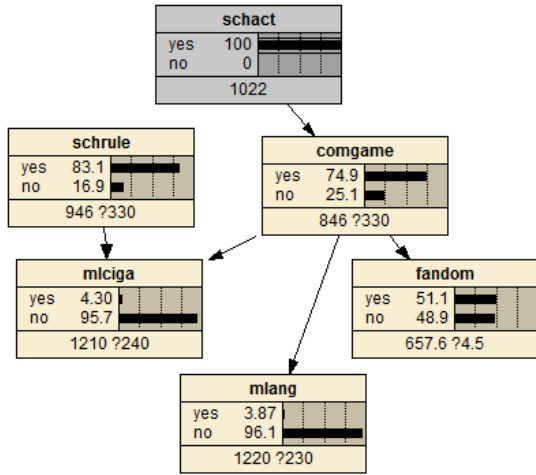 schact
yes 100
no 0
1022
schrule
yes 83.1
no 16.9
946 ?330
comgame
yes 74.9
no 25.1
846 ?330
mlciga
yes 4.30
no 95.7
1210 ?240
fandom
yes 51.1
no 48.9
657.6 ?4.5
mlang
yes 3.87
no 96.1
1220 ?230